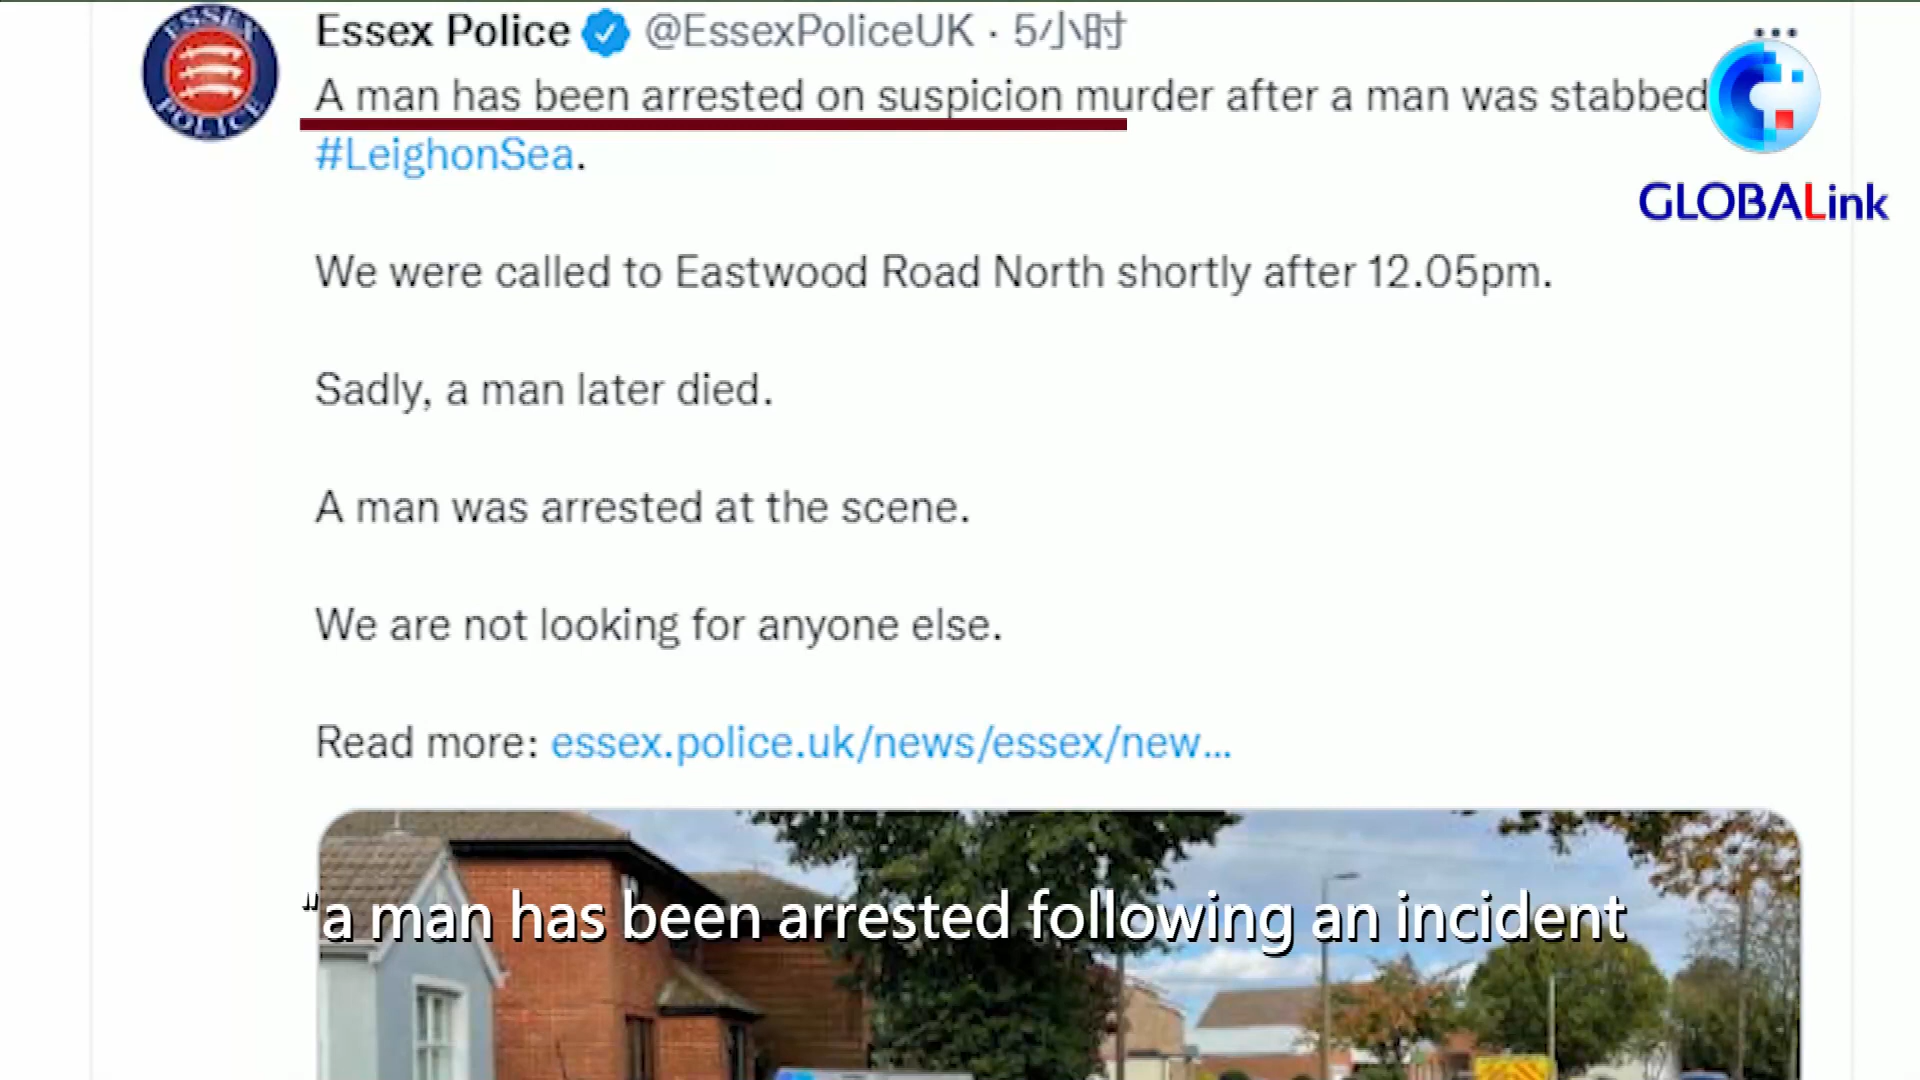 ESSEX
POLICE
Essex Police @EssexPoliceUK · 5小时
A man has been arrested on suspicion murder after a man was stabbed
#LeighonSea.
GLOBALink
We were called to Eastwood Road North shortly after 12.05pm.
Sadly, a man later died.
A man was arrested at the scene.
We are not looking for anyone else.
Read more: essex.police.uk/news/essex/new...
"a man has been arrested following an incident